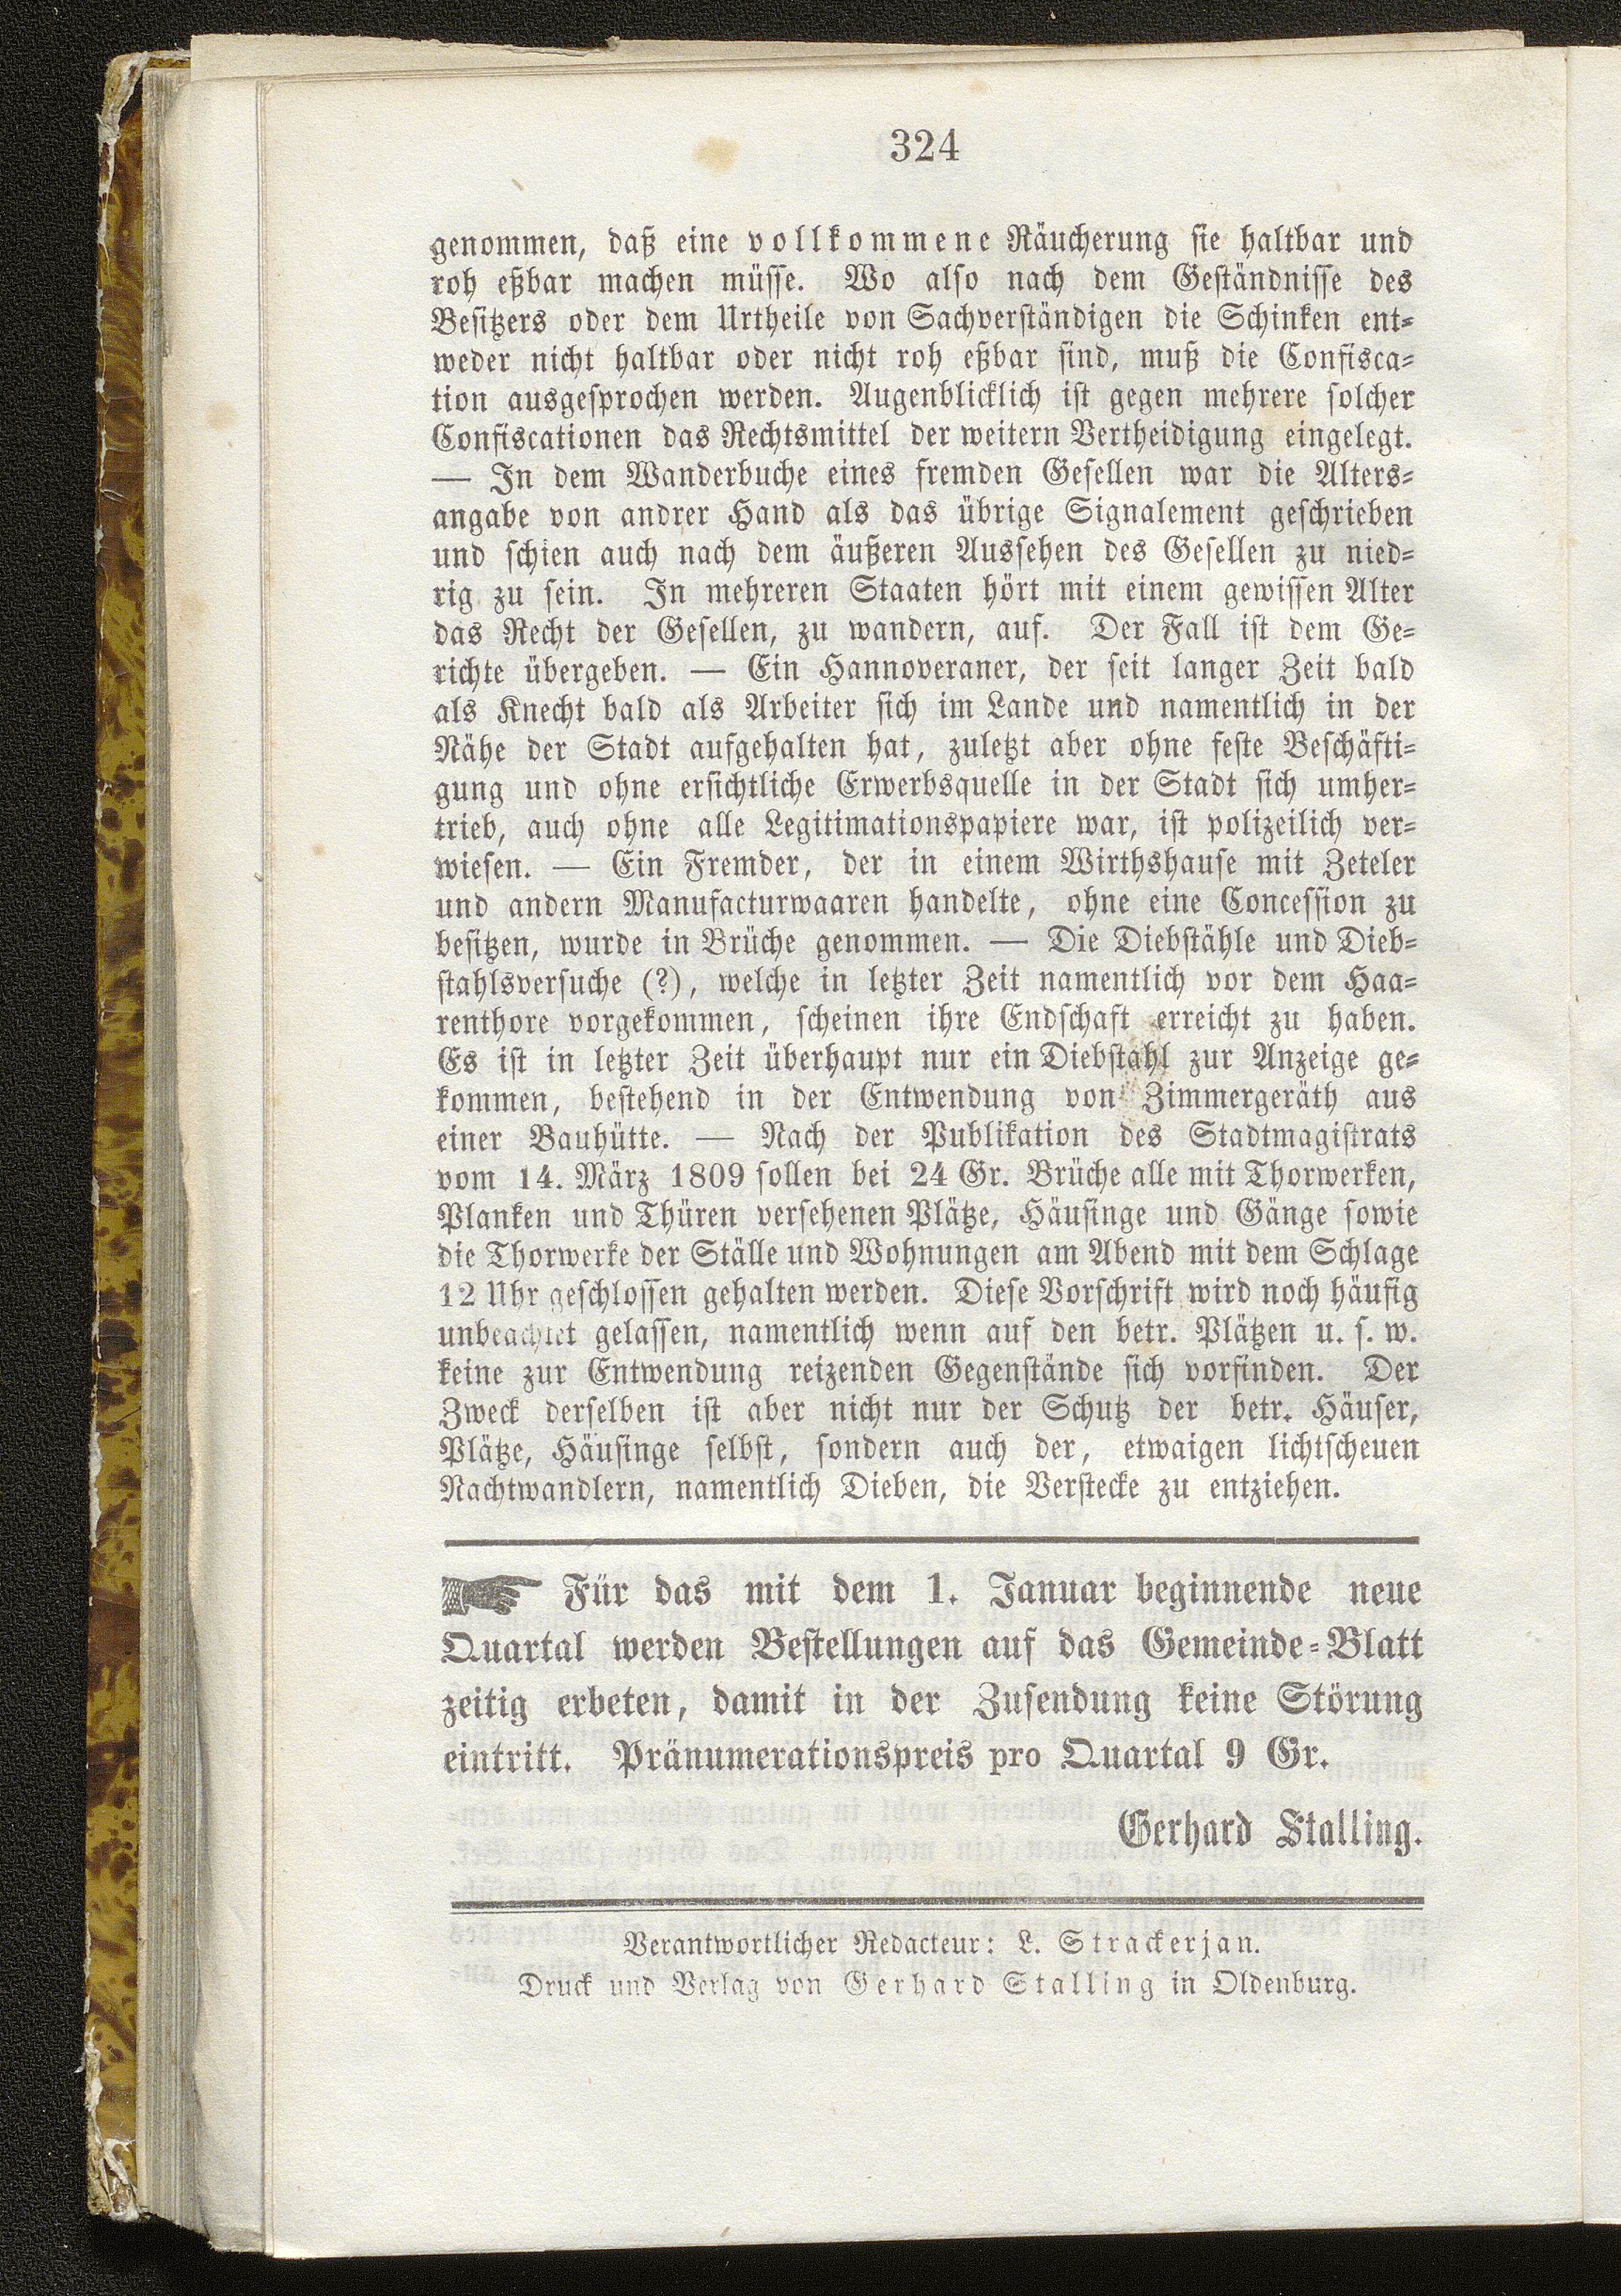 324
genommen, daß eine vollkommene Räucherung sie haltbar und
roh eßbar machen müsse. Wo also nach dem Geständnisse des
Besitzers oder dem Urtheile von Sachverständigen die Schinken ent-
weder nicht haltbar oder nicht roh eßbar sind, muß die Confisca-
tion ausgesprochen werden. Augenblicklich ist gegen mehrere solcher
Confiscationen das Rechtsmittel der weitern Vertheidigung eingelegt.
— In dem Wanderbuche eines fremden Gesellen war die Alters-
angabe von andrer Hand als das übrige Signalement geschrieben
und schien auch nach dem äußeren Aussehen des Gesellen zu nied-
rig zu sein. In mehreren Staaten hört mit einem gewissen Alter
das Recht der Gesellen, zu wandern, auf. Der Fall ist dem Ge-
richte übergeben. — Ein Hannoveraner, der seit langer Zeit bald
als Knecht bald als Arbeiter sich im Lande und namentlich in der
Nähe der Stadt aufgehalten hat, zuletzt aber ohne feste Beschäfti-
gung und ohne ersichtliche Erwerbsquelle in der Stadt sich umher-
trieb, auch ohne alle Legitimationspapiere war, ist polizeilich ver-
wiesen. — Ein Fremder, der in einem Wirthshause mit Zeteler
und andern Manufacturwaaren handelte, ohne eine Concession zu
besitzen, wurde in Brüche genommen. — Die Diebstähle und Dieb-
stahlsversuche (?), welche in letzter Zeit namentlich vor dem Haa-
renthore vorgekommen, scheinen ihre Endschaft erreicht zu haben.
Es ist in letzter Zeit überhaupt nur ein Diebstahl zur Anzeige ge-
kommen, bestehend in der Entwendung von Zimmergeräth aus
einer Bauhütte. — Nach der Publikation des Stadtmagistrats
vom 14. März 1809 sollen bei 24 Gr. Brüche alle mit Thorwerken,
Planken und Thüren versehenen Plätze, Häusinge und Gänge sowie
die Thorwerke der Ställe und Wohnungen am Abend mit dem Schlage
12 Uhr geschlossen gehalten werden. Diese Vorschrift wird noch häufig
unbeachtet gelassen, namentlich wenn auf den betr. Plätzen u. s. w.
keine zur Entwendung reizenden Gegenstände sich vorfinden. Der
Zweck derselben ist aber nicht nur der Schutz der betr. Häuser,
Plätze, Häusinge selbst, sondern auch der, etwaigen lichtscheuen
Nachtwandlern, namentlich Dieben, die Verstecke zu entziehen.
Für das mit dem 1. Januar beginnende neue
Quartal werden Bestellungen auf das Gemeinde-Blatt
zeitig erbeten, damit in der Zusendung keine Störung
eintritt. Pränumerationspreis pro Quartal 9 Gr.
Gerhard Stalling.
Verantwortlicher Redacteur: L. Strackerjan.
Druck und Verlag von Gerhard Stalling in Oldenburg.